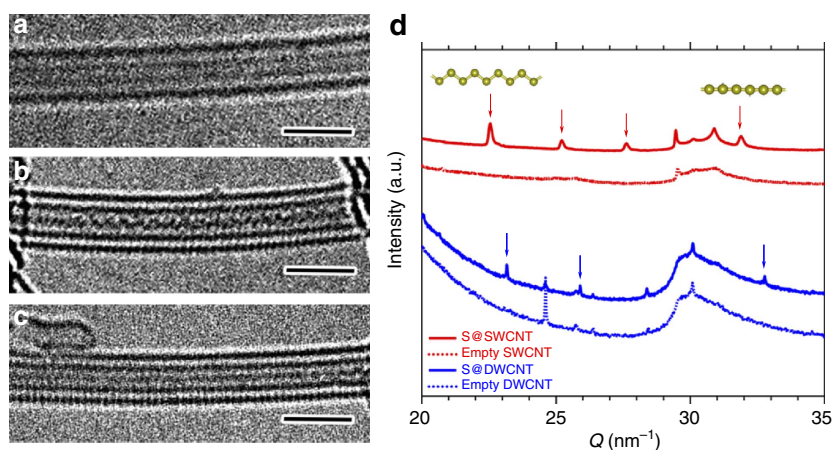 a
b
c
d
Intensity (a.u.)
S@SWCNT
Empty SWCNT
S@DWCNT
Empty DWCNT
20 25 30 35
Q (nm⁻¹)